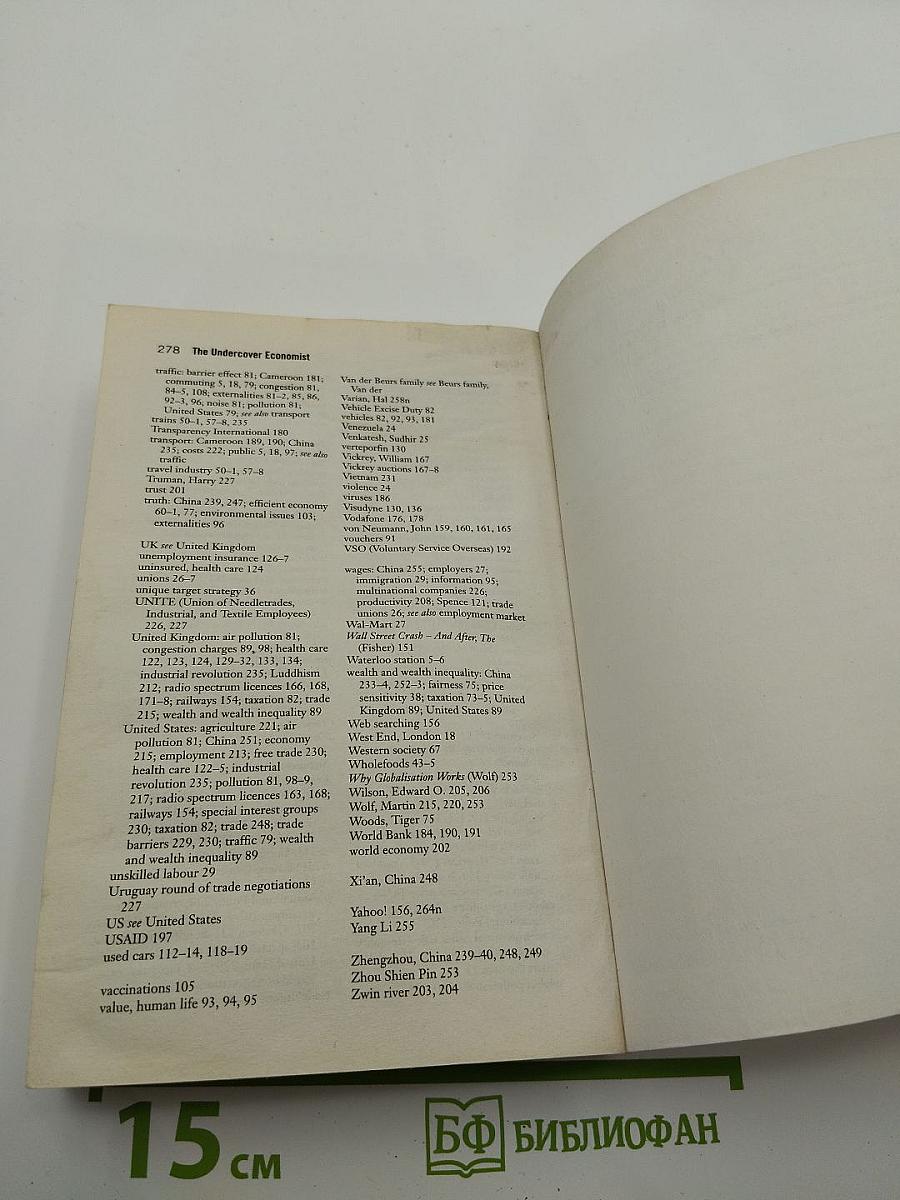 278 The Undercover Economist
traffic: barrier effect 81; Cameroon 181;
commuting 5, 18, 79; congestion 81,
84–5, 108; externalities 81–2, 85, 86,
92–3, 96; noise 81; pollution 81;
United States 79; see also transport
trains 50–1, 57–8, 235
Transparency International 180
transport: Cameroon 189, 190; China
235; costs 222; public 5, 18, 97; see also
traffic
travel industry 50–1, 57–8
Truman, Harry 227
trust 201
truth: China 239, 247; efficient economy
60–1, 77; environmental issues 103;
externalities 96
UK see United Kingdom
unemployment insurance 126–7
uninsured, health care 124
unions 26–7
unique target strategy 36
UNITE (Union of Needletrades,
Industrial, and Textile Employees)
226, 227
United Kingdom: air pollution 81;
congestion charges 89, 98; health care
122, 123, 124, 129–32, 133, 134;
industrial revolution 235; Luddhism
212; radio spectrum licences 166, 168,
171–8; railways 154; taxation 82; trade
215; wealth and wealth inequality 89
United States: agriculture 221; air
pollution 81; China 251; economy
215; employment 213; free trade 230;
health care 122–5; industrial
revolution 235; pollution 81, 98–9,
217; radio spectrum licences 163, 168;
railways 154; special interest groups
230; taxation 82; trade 248; trade
barriers 229, 230; traffic 79; wealth
and wealth inequality 89
unskilled labour 29
Uruguay round of trade negotiations
227
US see United States
USAID 197
used cars 112–14, 118–19
vaccinations 105
value, human life 93, 94, 95
Van der Beurs family see Beurs family,
Van der
Varian, Hal 258n
Vehicle Excise Duty 82
vehicles 82, 92, 93, 181
Venezuela 24
Venkatesh, Sudhir 25
verteporfin 130
Vickrey, William 167
Vickrey auctions 167–8
Vietnam 231
violence 24
viruses 186
Visudyne 130, 136
Vodafone 176, 178
von Neumann, John 159, 160, 161, 165
vouchers 91
VSO (Voluntary Service Overseas) 192
wages: China 255; employers 27;
immigration 29; information 95;
multinational companies 226;
productivity 208; Spence 121; trade
unions 26; see also employment market
Wal-Mart 27
Wall Street Crash – And After, The
(Fisher) 151
Waterloo station 5–6
wealth and wealth inequality: China
233–4, 252–3; fairness 75; price
sensitivity 38; taxation 73–5; United
Kingdom 89; United States 89
Web searching 156
West End, London 18
Western society 67
Wholefoods 43–5
Why Globalisation Works (Wolf) 253
Wilson, Edward O. 205, 206
Wolf, Martin 215, 220, 253
Woods, Tiger 75
World Bank 184, 190, 191
world economy 202
Xi'an, China 248
Yahoo! 156, 264n
Yang Li 255
Zhengzhou, China 239–40, 248, 249
Zhou Shien Pin 253
Zwin river 203, 204
15 см
БФ БИБЛИОФАН